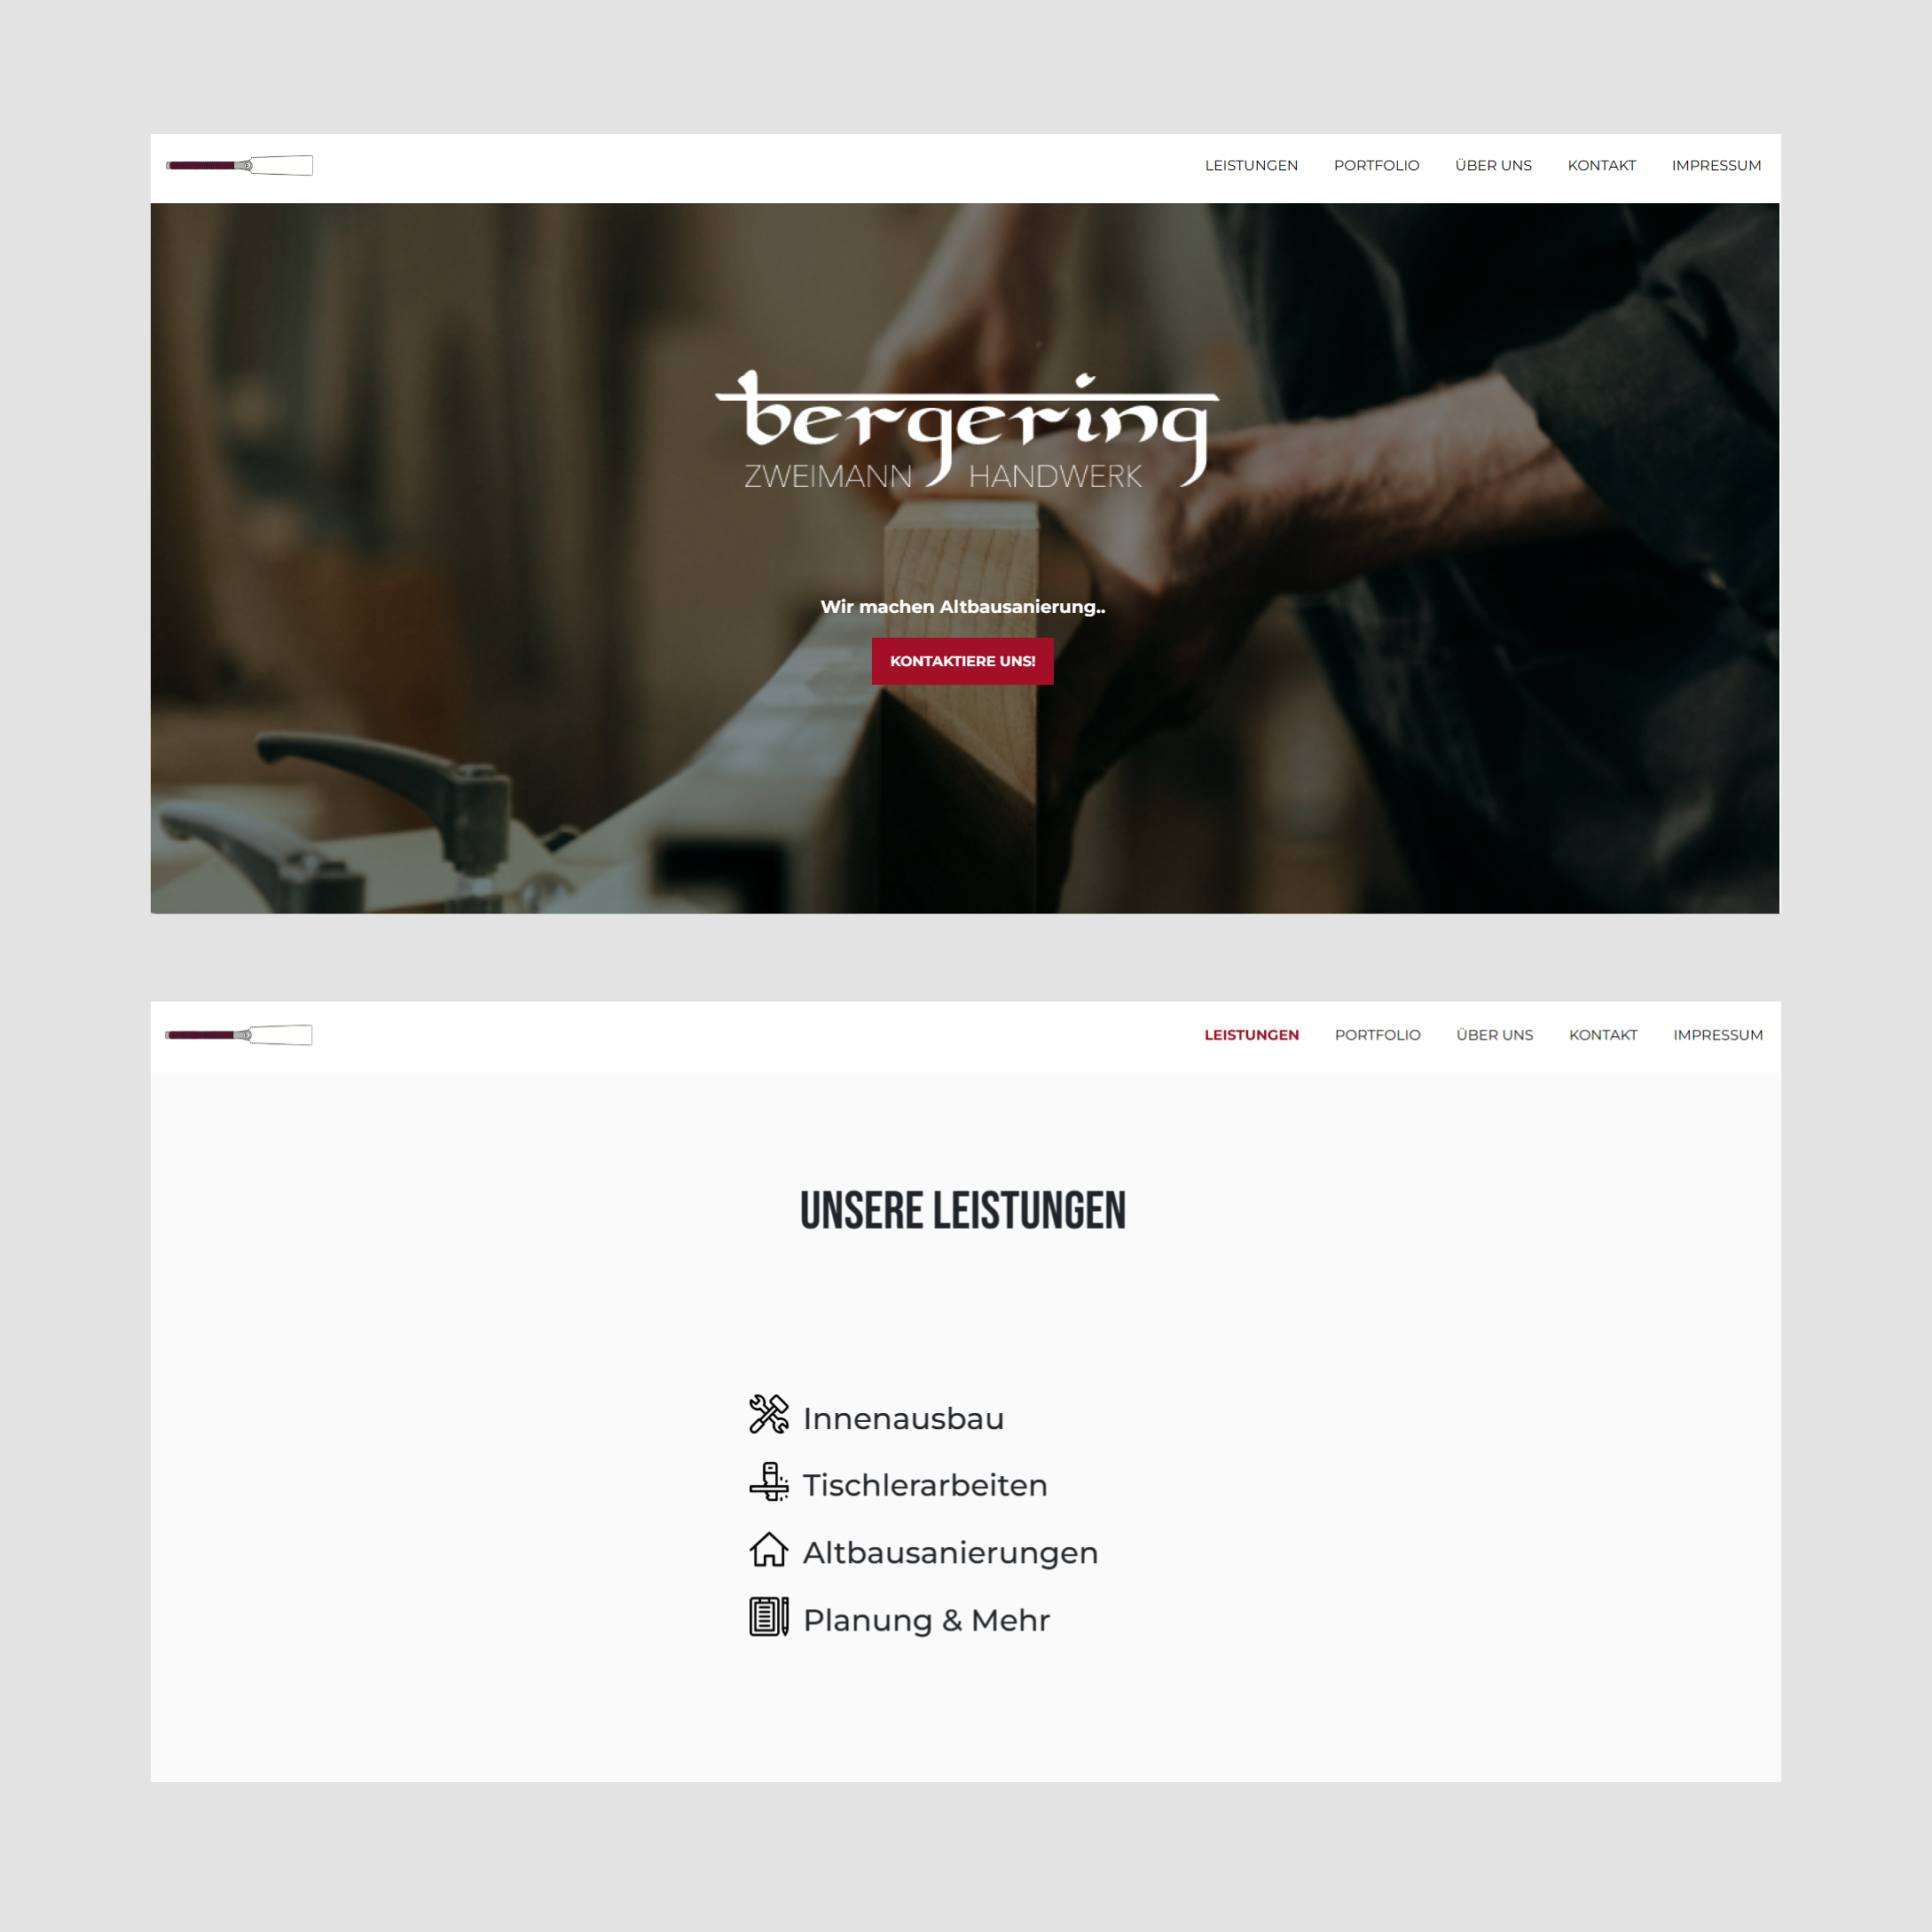 LEISTUNGEN PORTFOLIO ÜBER UNS KONTAKT IMPRESSUM
bergering
ZWEIMANN HANDWERK
Wir machen Altbausanierung..
KONTAKTIERE UNS!
LEISTUNGEN PORTFOLIO ÜBER UNS KONTAKT IMPRESSUM
UNSERE LEISTUNGEN
Innenausbau
Tischlerarbeiten
Altbausanierungen
Planung & Mehr